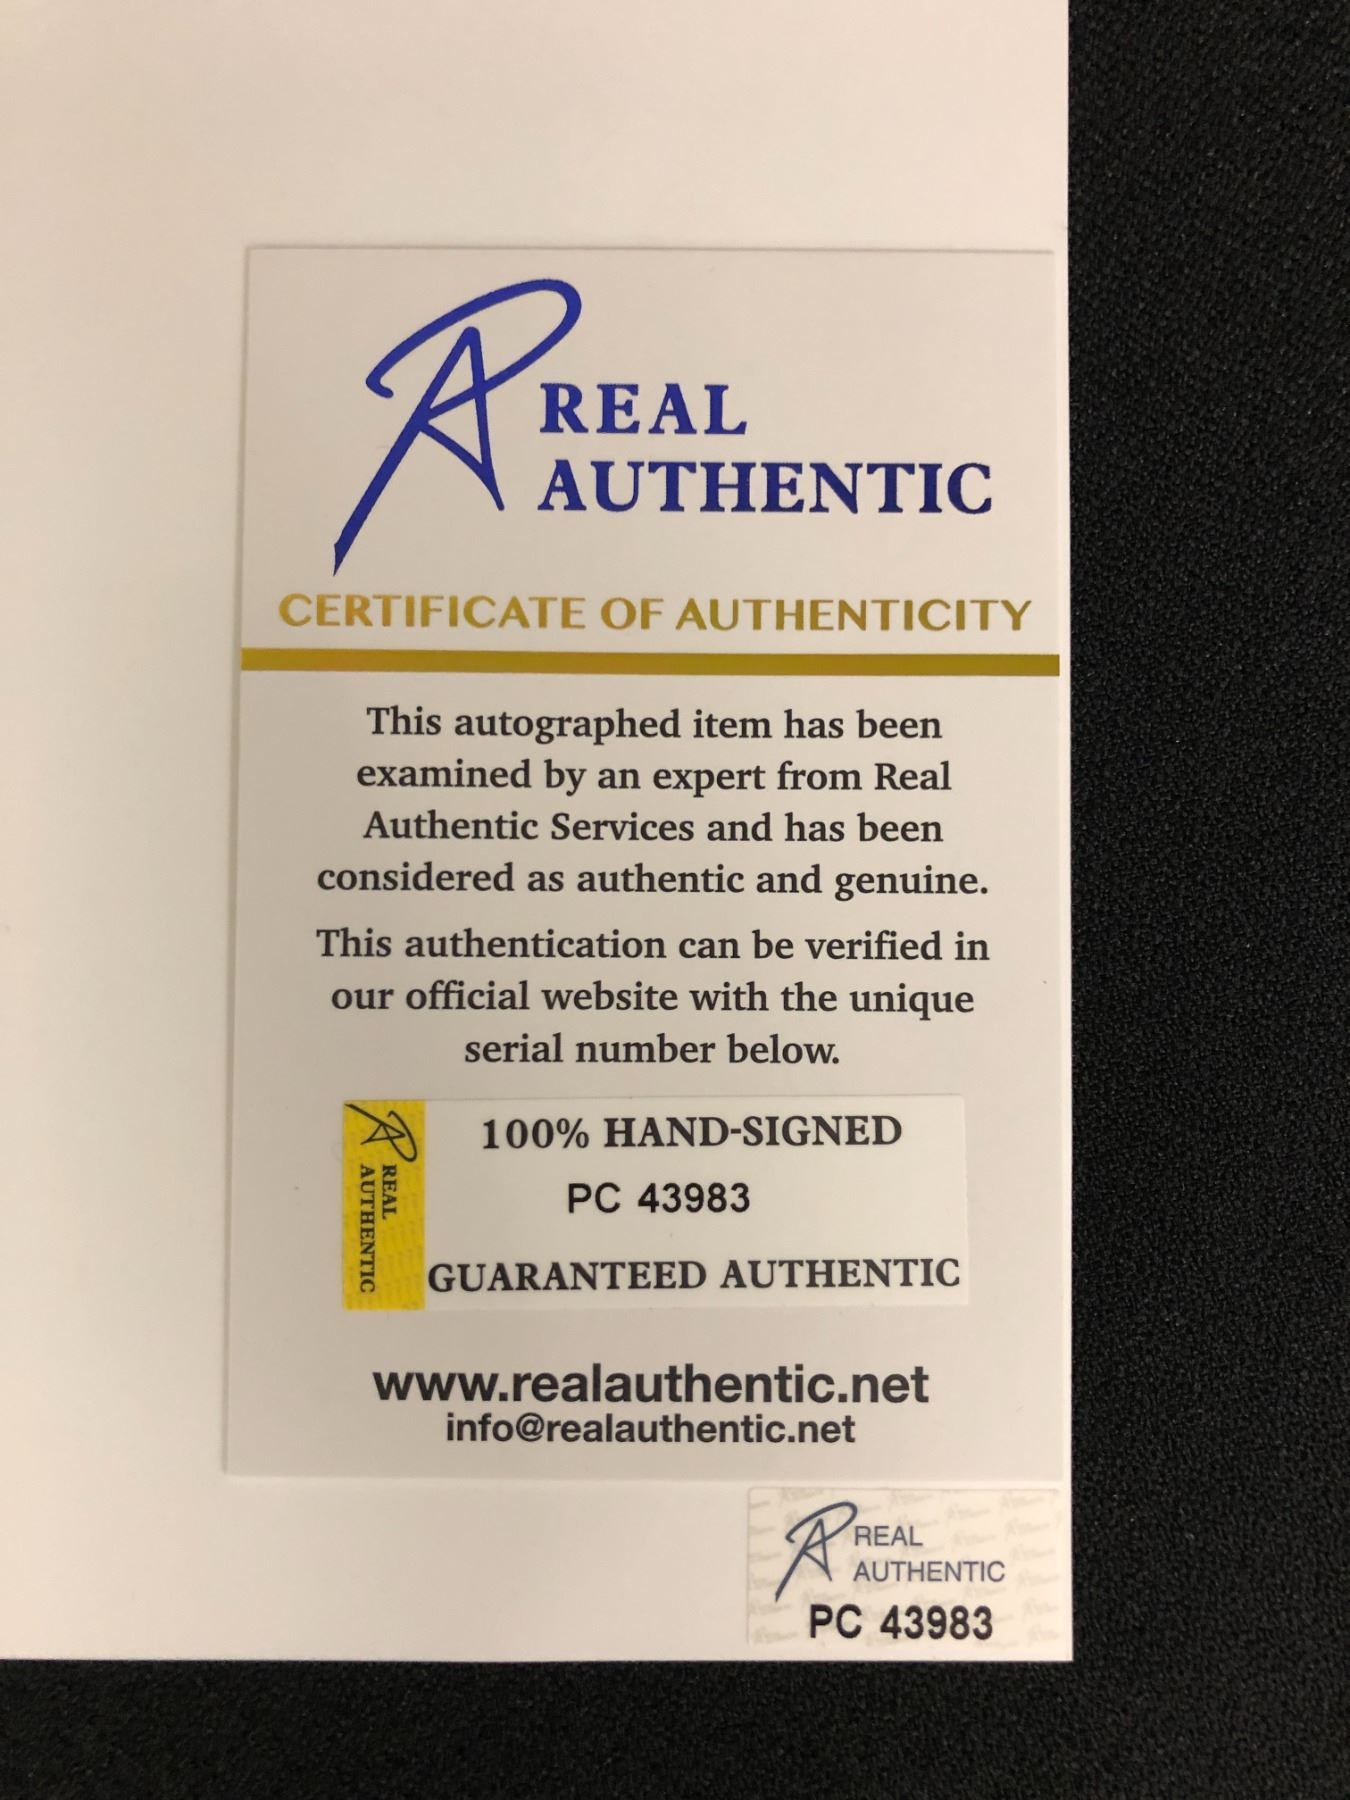 REAL
AUTHENTIC
CERTIFICATE OF AUTHENTICITY
This autographed item has been
examined by an expert from Real
Authentic Services and has been
considered as authentic and genuine.
This authentication can be verified in
our official website with the unique
serial number below.
REAL
AUTHENTIC
100% HAND-SIGNED
PC 43983
GUARANTEED AUTHENTIC
www.realauthentic.net
info@realauthentic.net
REAL
AUTHENTIC
PC 43983